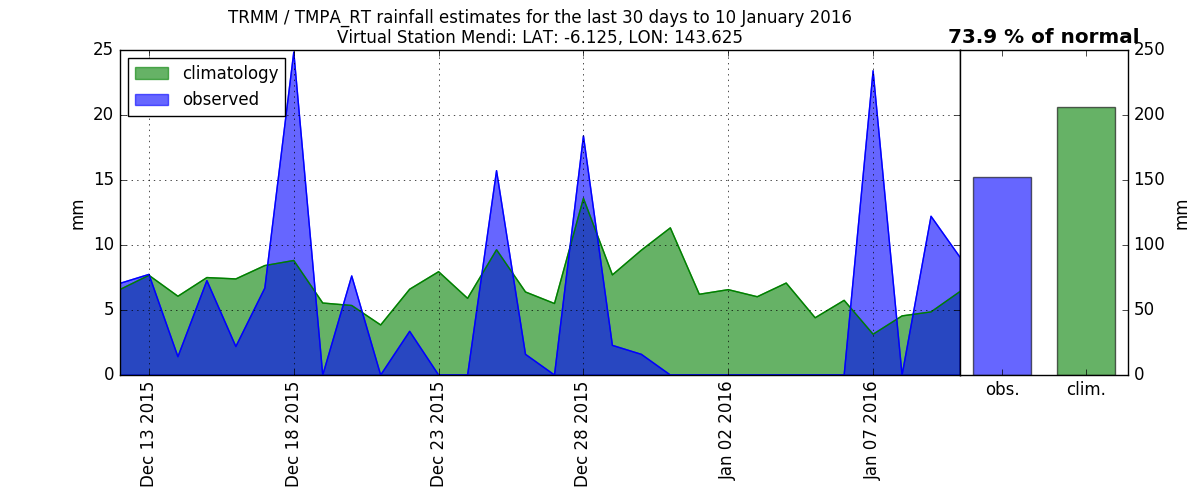 TRMM / TMPA_RT rainfall estimates for the last 30 days to 10 January 2016
Virtual Station Mendi: LAT: -6.125, LON: 143.625
73.9 % of normal
climatology
observed
25
20
15
10
5
0
mm
Dec 13 2015
Dec 18 2015
Dec 23 2015
Dec 28 2015
Jan 02 2016
Jan 07 2016
obs.
clim.
250
200
150
100
50
0
mm